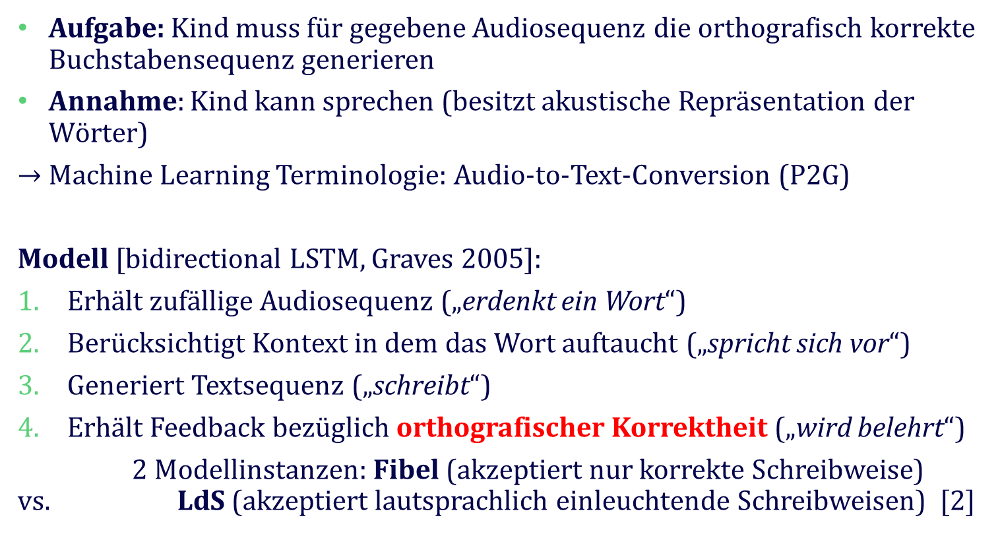 • Aufgabe: Kind muss für gegebene Audiosequenz die orthografisch korrekte
Buchstabensequenz generieren
• Annahme: Kind kann sprechen (besitzt akustische Repräsentation der
Wörter)
→ Machine Learning Terminologie: Audio-to-Text-Conversion (P2G)
Modell [bidirectional LSTM, Graves 2005]:
1. Erhält zufällige Audiosequenz („erdenkt ein Wort“)
2. Berücksichtigt Kontext in dem das Wort auftaucht („spricht sich vor“)
3. Generiert Textsequenz („schreibt“)
4. Erhält Feedback bezüglich orthografischer Korrektheit („wird belehrt“)
2 Modellinstanzen: Fibel (akzeptiert nur korrekte Schreibweise)
vs. LdS (akzeptiert lautsprachlich einleuchtende Schreibweisen) [2]